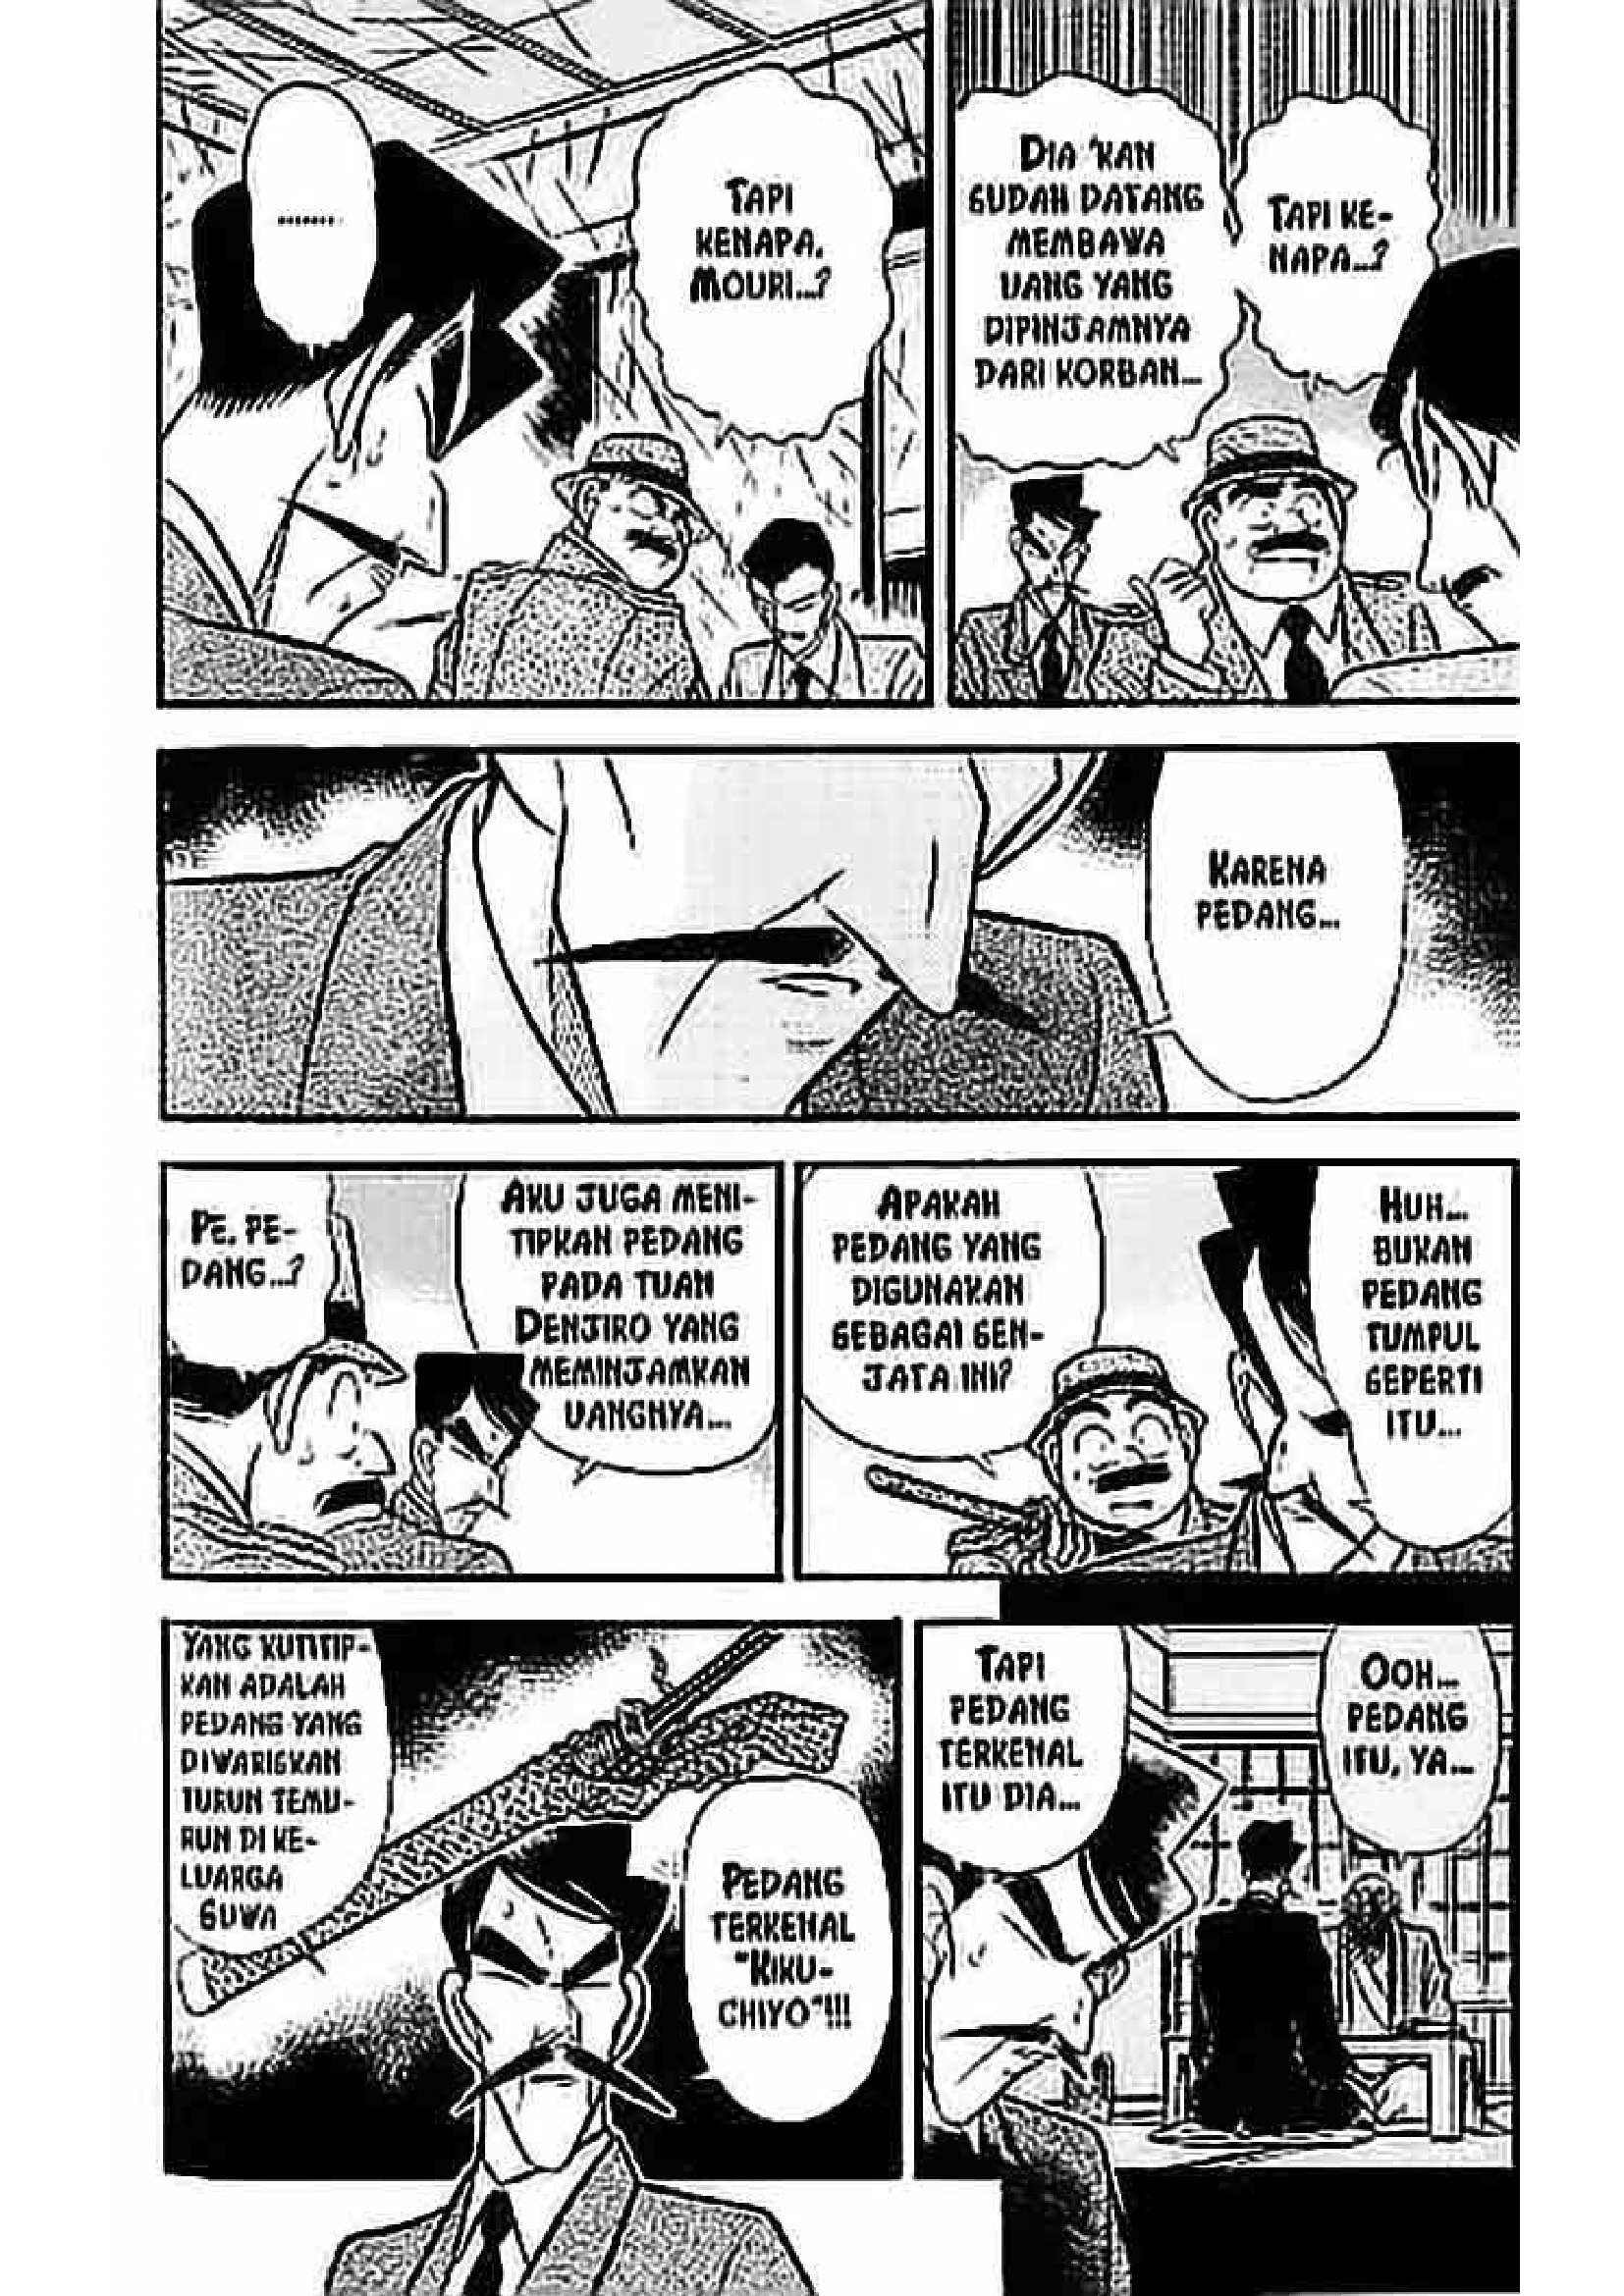 TAPI KE-
NAPA...?
DIA 'KAN
SUDAH DATANG
MEMBAWA
UANG YANG
DIPINJAMNYA
DARI KORBAN...
TAPI
KENAPA,
MOURI...?
........
KARENA
PEDANG...
HUH...
BUKAN
PEDANG
TUMPUL
SEPERTI
ITU...
APAKAH
PEDANG YANG
DIGUNAKAN
SEBAGAI SEN-
JATA INI?
AKU JUGA MENI-
TIPKAN PEDANG
PADA TUAN
DENJIRO YANG
MEMINJAMKAN
UANGNYA...
PE, PE-
DANG...?
OOH...
PEDANG
ITU, YA...
TAPI
PEDANG
TERKENAL
ITU DIA...
PEDANG
TERKENAL
"KIKU-
CHIYO"!!!
YANG KUTITIP-
KAN ADALAH
PEDANG YANG
DIWARISKAN
TURUN TEMU-
RUN DI KE-
LUARGA
SUWA